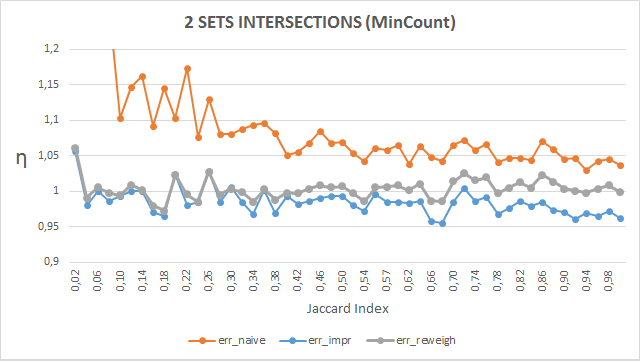 2 SETS INTERSECTIONS (MinCount)
1,2
1,15
1,1
1,05
1
0,95
0,9
η
0,02 0,06 0,10 0,14 0,18 0,22 0,26 0,30 0,34 0,38 0,42 0,46 0,50 0,54 0,58 0,62 0,66 0,70 0,74 0,78 0,82 0,86 0,90 0,94 0,98
Jaccard Index
err_naive err_impr err_reweigh